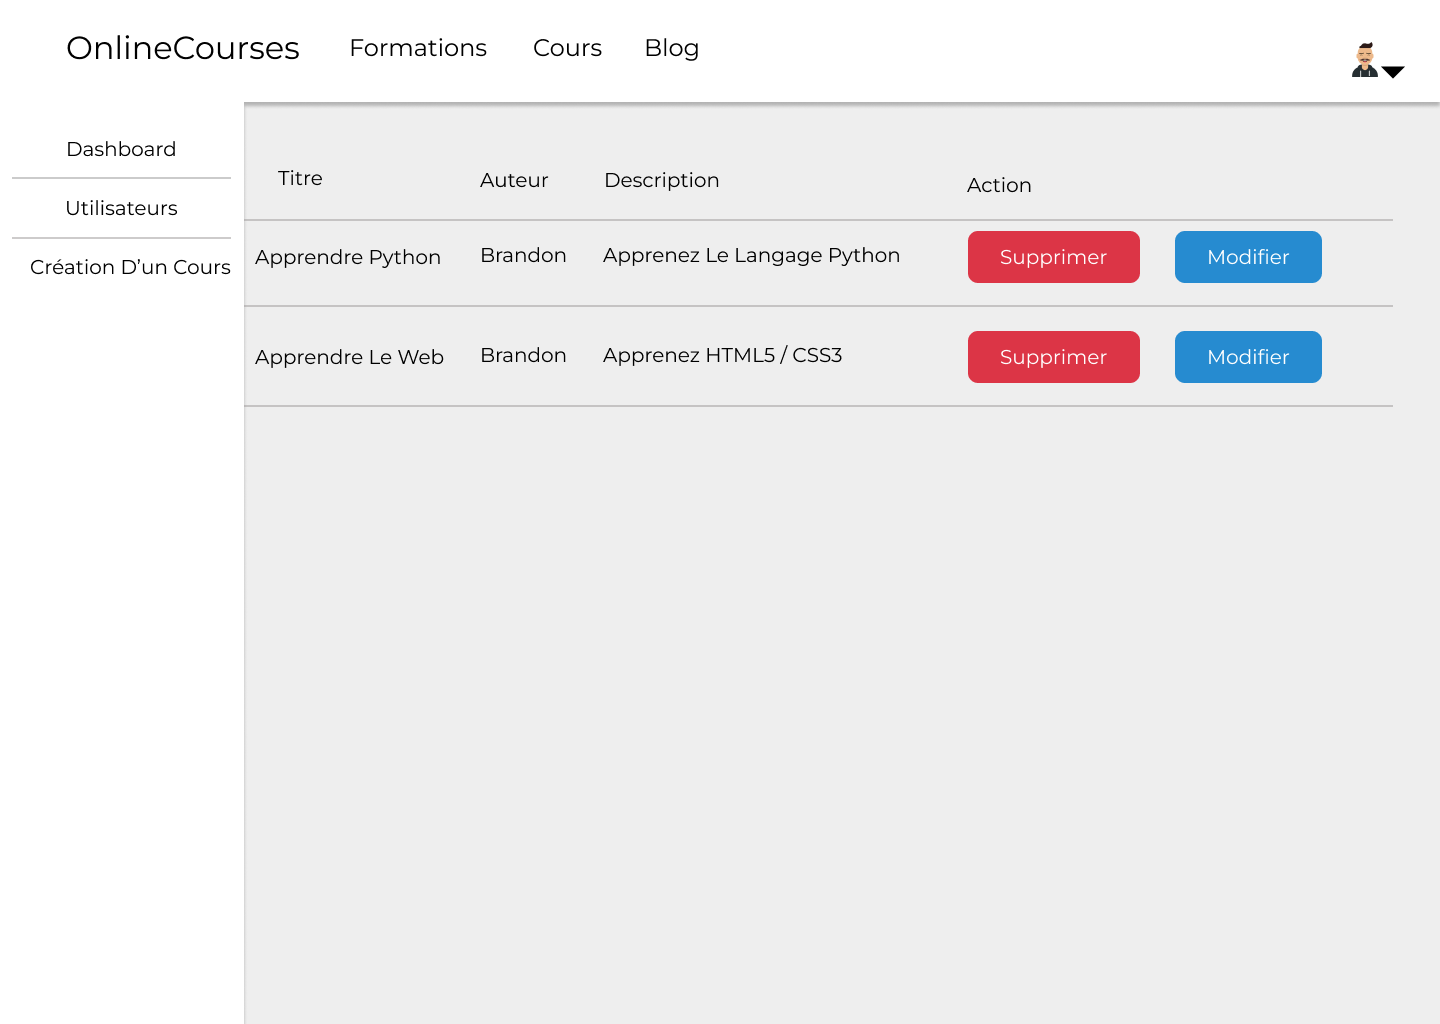 OnlineCourses Formations Cours Blog
Dashboard
Utilisateurs
Création D’un Cours
Titre Auteur Description Action
Apprendre Python Brandon Apprenez Le Langage Python Supprimer Modifier
Apprendre Le Web Brandon Apprenez HTML5 / CSS3 Supprimer Modifier